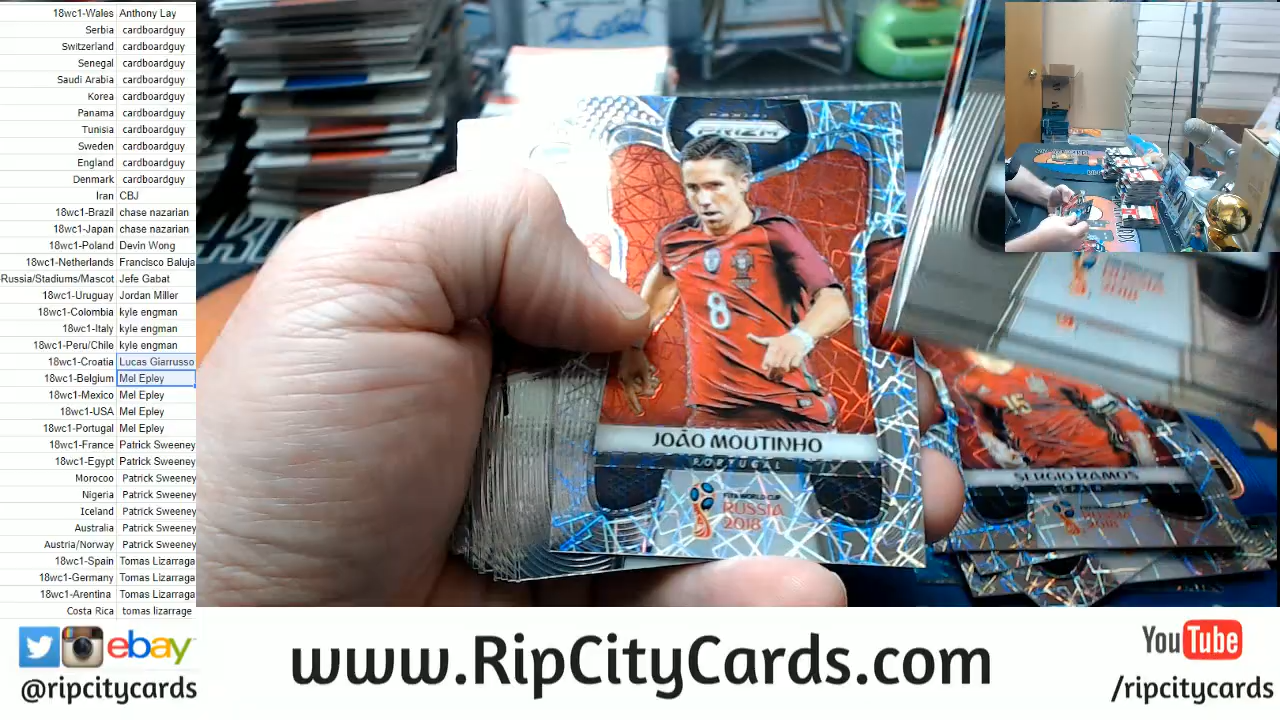 18wc1-Wales Anthony Lay
Serbia cardboardguy
Switzerland cardboardguy
Senegal cardboardguy
Saudi Arabia cardboardguy
Korea cardboardguy
Panama cardboardguy
Tunisia cardboardguy
Sweden cardboardguy
England cardboardguy
Denmark cardboardguy
Iran CBJ
18wc1-Brazil chase nazarian
18wc1-Japan chase nazarian
18wc1-Poland Devin Wong
18wc1-Netherlands Francisco Baluja
-Russia/Stadiums/Mascot Jefe Gabat
18wc1-Uruguay Jordan Miller
18wc1-Colombia kyle engman
18wc1-Italy kyle engman
18wc1-Peru/Chile kyle engman
18wc1-Croatia Lucas Giarrusso
18wc1-Belgium Mel Epley
18wc1-Mexico Mel Epley
18wc1-USA Mel Epley
18wc1-Portugal Mel Epley
18wc1-France Patrick Sweeney
18wc1-Egypt Patrick Sweeney
Morocoo Patrick Sweeney
Nigeria Patrick Sweeney
Iceland Patrick Sweeney
Australia Patrick Sweeney
Austria/Norway Patrick Sweeney
18wc1-Spain Tomas Lizarraga
18wc1-Germany Tomas Lizarraga
18wc1-Arentina Tomas Lizarraga
Costa Rica tomas lizarrage
PANINI
PRIZM
8
JOÃO MOUTINHO
PORTUGAL
FIFA WORLD CUP
RUSSIA
2018
15
SERGIO RAMOS
RUSSIA
2018
ebay
@ripcitycards
www.RipCityCards.com
YouTube
/ripcitycards